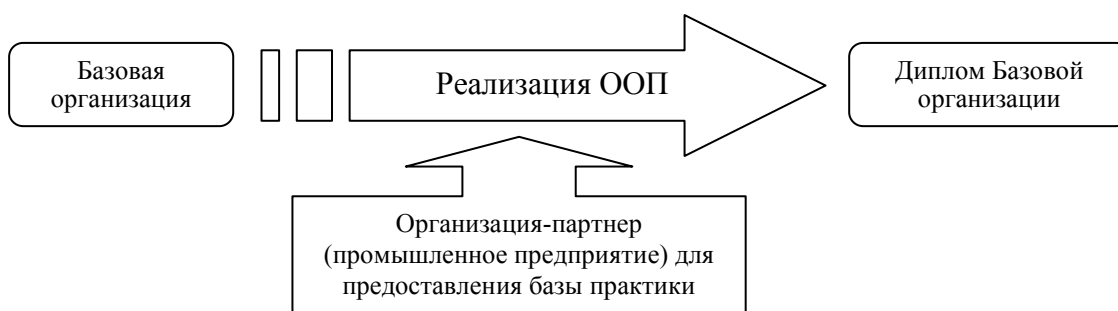 Базовая
организация
Реализация ООП
Диплом Базовой
организации
Организация-партнер
(промышленное предприятие) для
предоставления базы практики